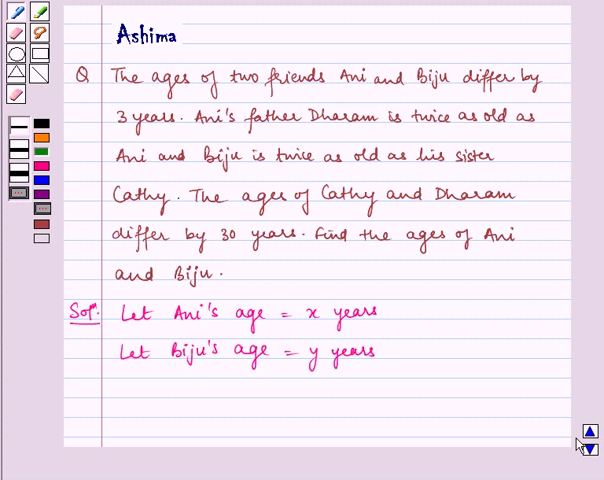 Ashima
Q The ages of two friends Ani and Biju differ by
3 years. Ani's father Dharam is twice as old as
Ani and Biju is twice as old as his sister
Cathy. The ages of Cathy and Dharam
differ by 30 years. Find the ages of Ani
and Biju.
Solⁿ. Let Ani's age = x years
Let Biju's age = y years